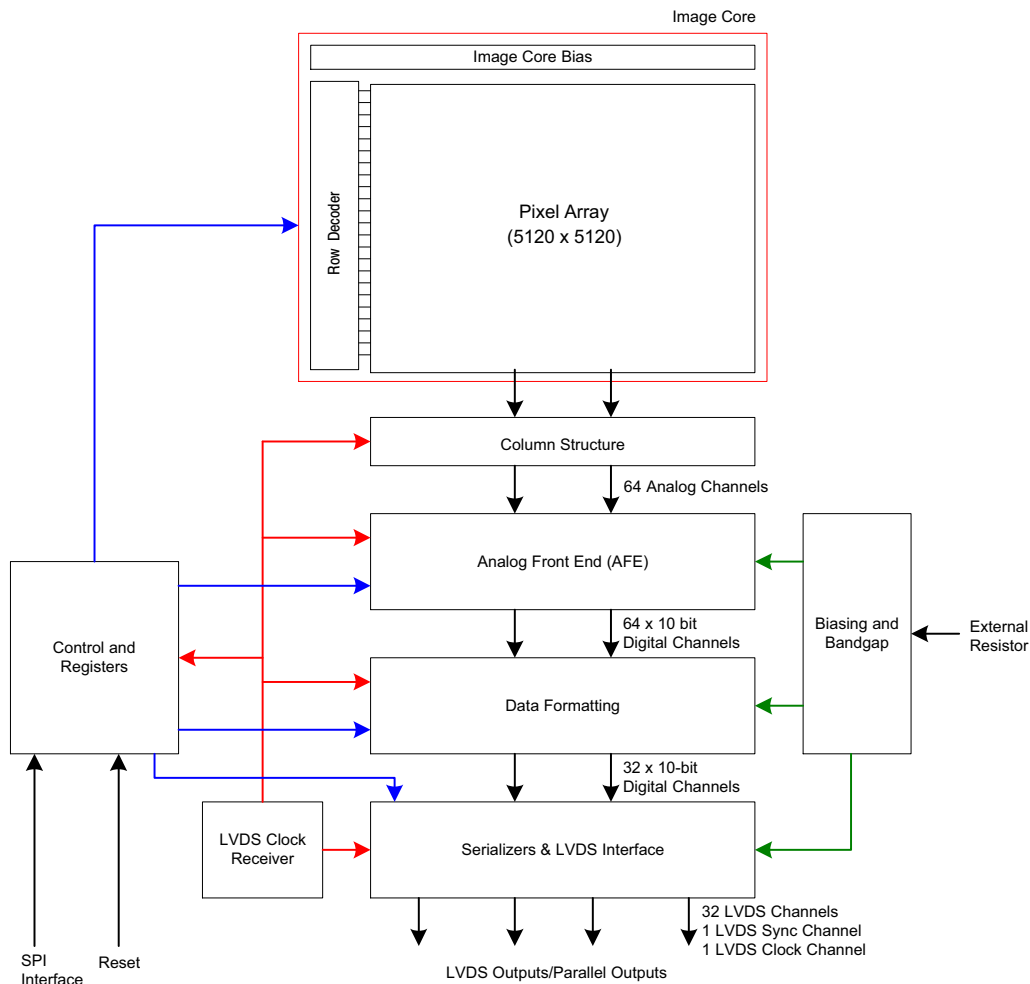 Image Core
Image Core Bias
Row Decoder
Pixel Array
(5120 x 5120)
Column Structure
64 Analog Channels
Analog Front End (AFE)
Biasing and
Bandgap
External
Resistor
Control and
Registers
64 x 10 bit
Digital Channels
Data Formatting
32 x 10-bit
Digital Channels
LVDS Clock
Receiver
Serializers & LVDS Interface
32 LVDS Channels
1 LVDS Sync Channel
1 LVDS Clock Channel
SPI
Interface
Reset
LVDS Outputs/Parallel Outputs